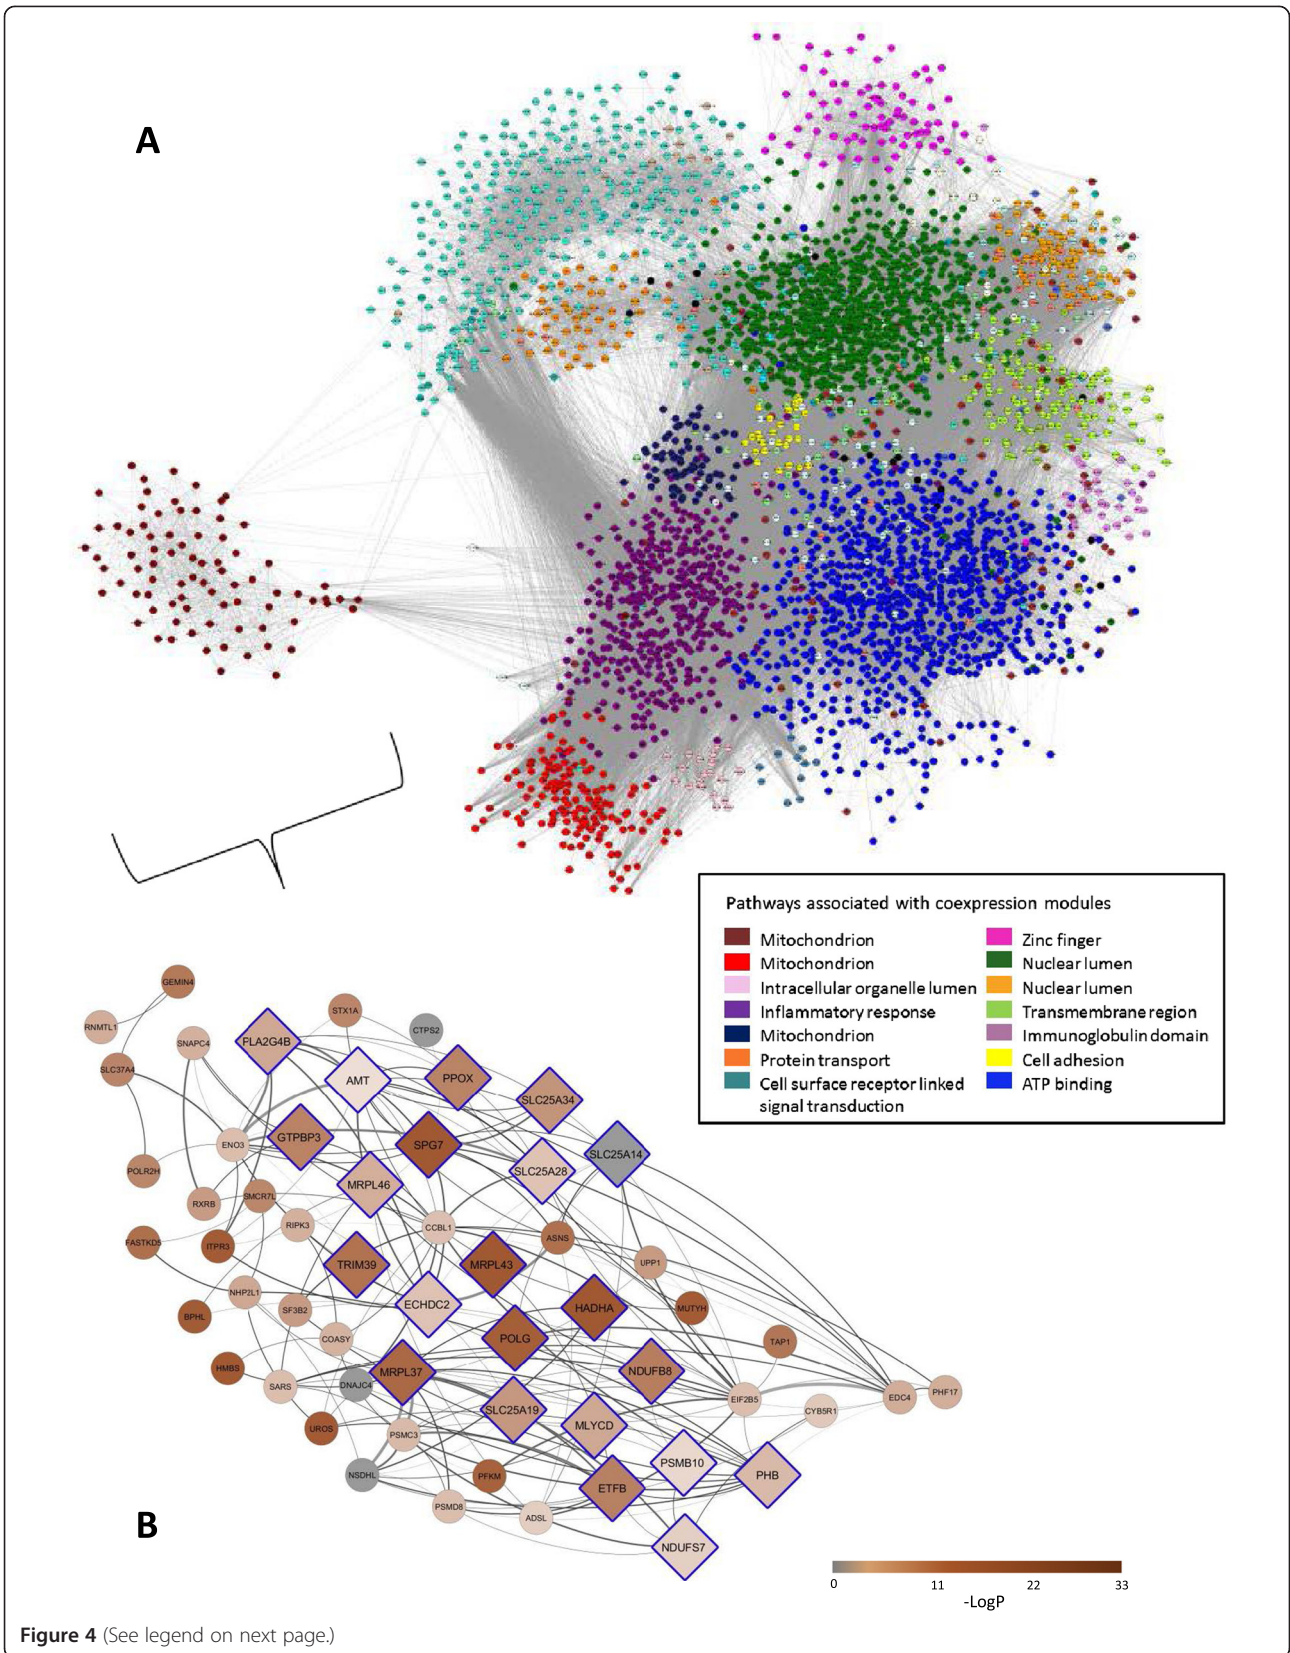 A
Pathways associated with coexpression modules
Mitochondrion
Mitochondrion
Intracellular organelle lumen
Inflammatory response
Mitochondrion
Protein transport
Cell surface receptor linked
signal transduction
Zinc finger
Nuclear lumen
Nuclear lumen
Transmembrane region
Immunoglobulin domain
Cell adhesion
ATP binding
GEMIN4
RNMTL1
STX1A
CTPS2
SNAPC4
PLA2G4B
SLC37A4
AMT
PPOX
SLC25A34
GTPBP3
ENO3
SPG7
SLC25A14
POLR2H
SLC25A28
MRPL46
RXRB
SMCR7L
RIPK3
CCBL1
FASTKD5
ITPR3
ASNS
TRIM39
MRPL43
UPP1
NHP2L1
ECHDC2
HADHA
MUTYH
BPHL
SF3B2
COASY
POLG
TAP1
HMBS
MRPL37
NDUFB8
SARS
DNAJC4
EIF2B5
EDC4
PHF17
SLC25A19
CYB5R1
UROS
PSMC3
MLYCD
NSDHL
PFKM
PSMB10
PHB
ETFB
PSMD8
ADSL
NDUFS7
B
0
11
22
33
-LogP
Figure 4 (See legend on next page.)